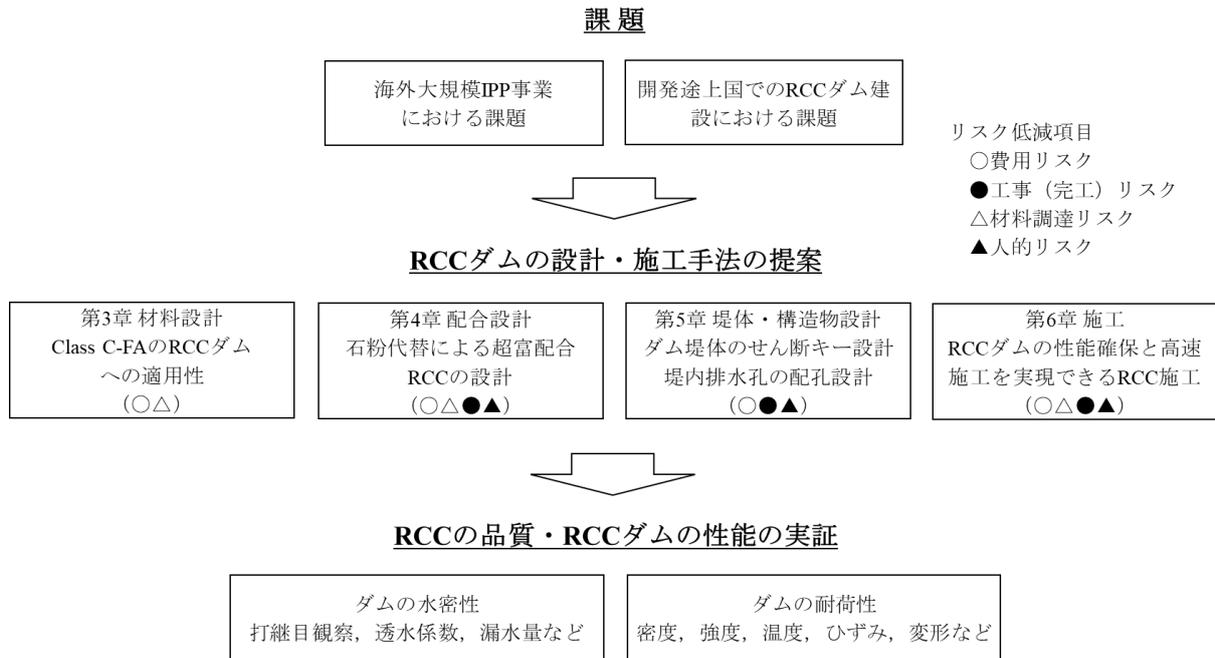 課題
海外大規模IPP事業
における課題
開発途上国でのRCCダム建
設における課題
リスク低減項目
○費用リスク
●工事（完工）リスク
△材料調達リスク
▲人的リスク
RCCダムの設計・施工手法の提案
第3章 材料設計
Class C-FAのRCCダム
への適用性
（○△）
第4章 配合設計
石粉代替による超富配合
RCCの設計
（○△●▲）
第5章 堤体・構造物設計
ダム堤体のせん断キー設計
堤内排水孔の配孔設計
（○●▲）
第6章 施工
RCCダムの性能確保と高速
施工を実現できるRCC施工
（○△●▲）
RCCの品質・RCCダムの性能の実証
ダムの水密性
打継目観察，透水係数，漏水量など
ダムの耐荷性
密度，強度，温度，ひずみ，変形など